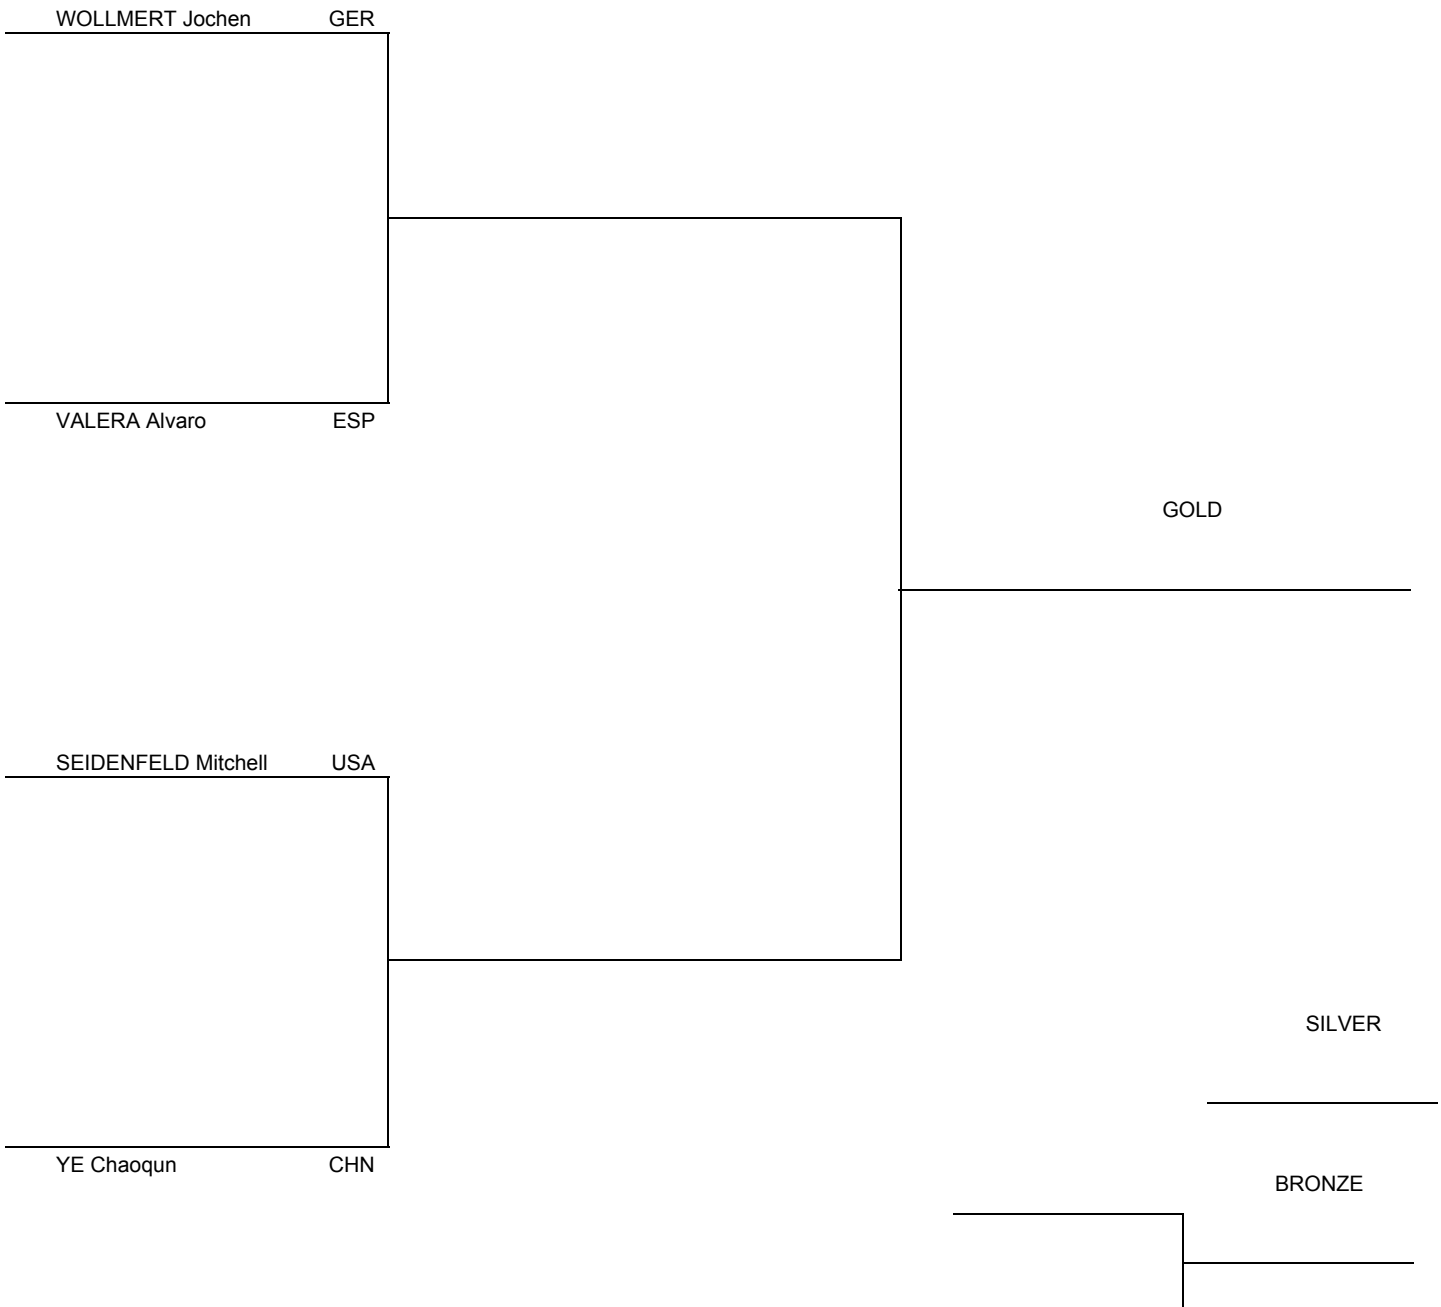 WOLLMERT Jochen GER
VALERA Alvaro ESP
GOLD
SEIDENFELD Mitchell USA
SILVER
YE Chaoqun CHN
BRONZE